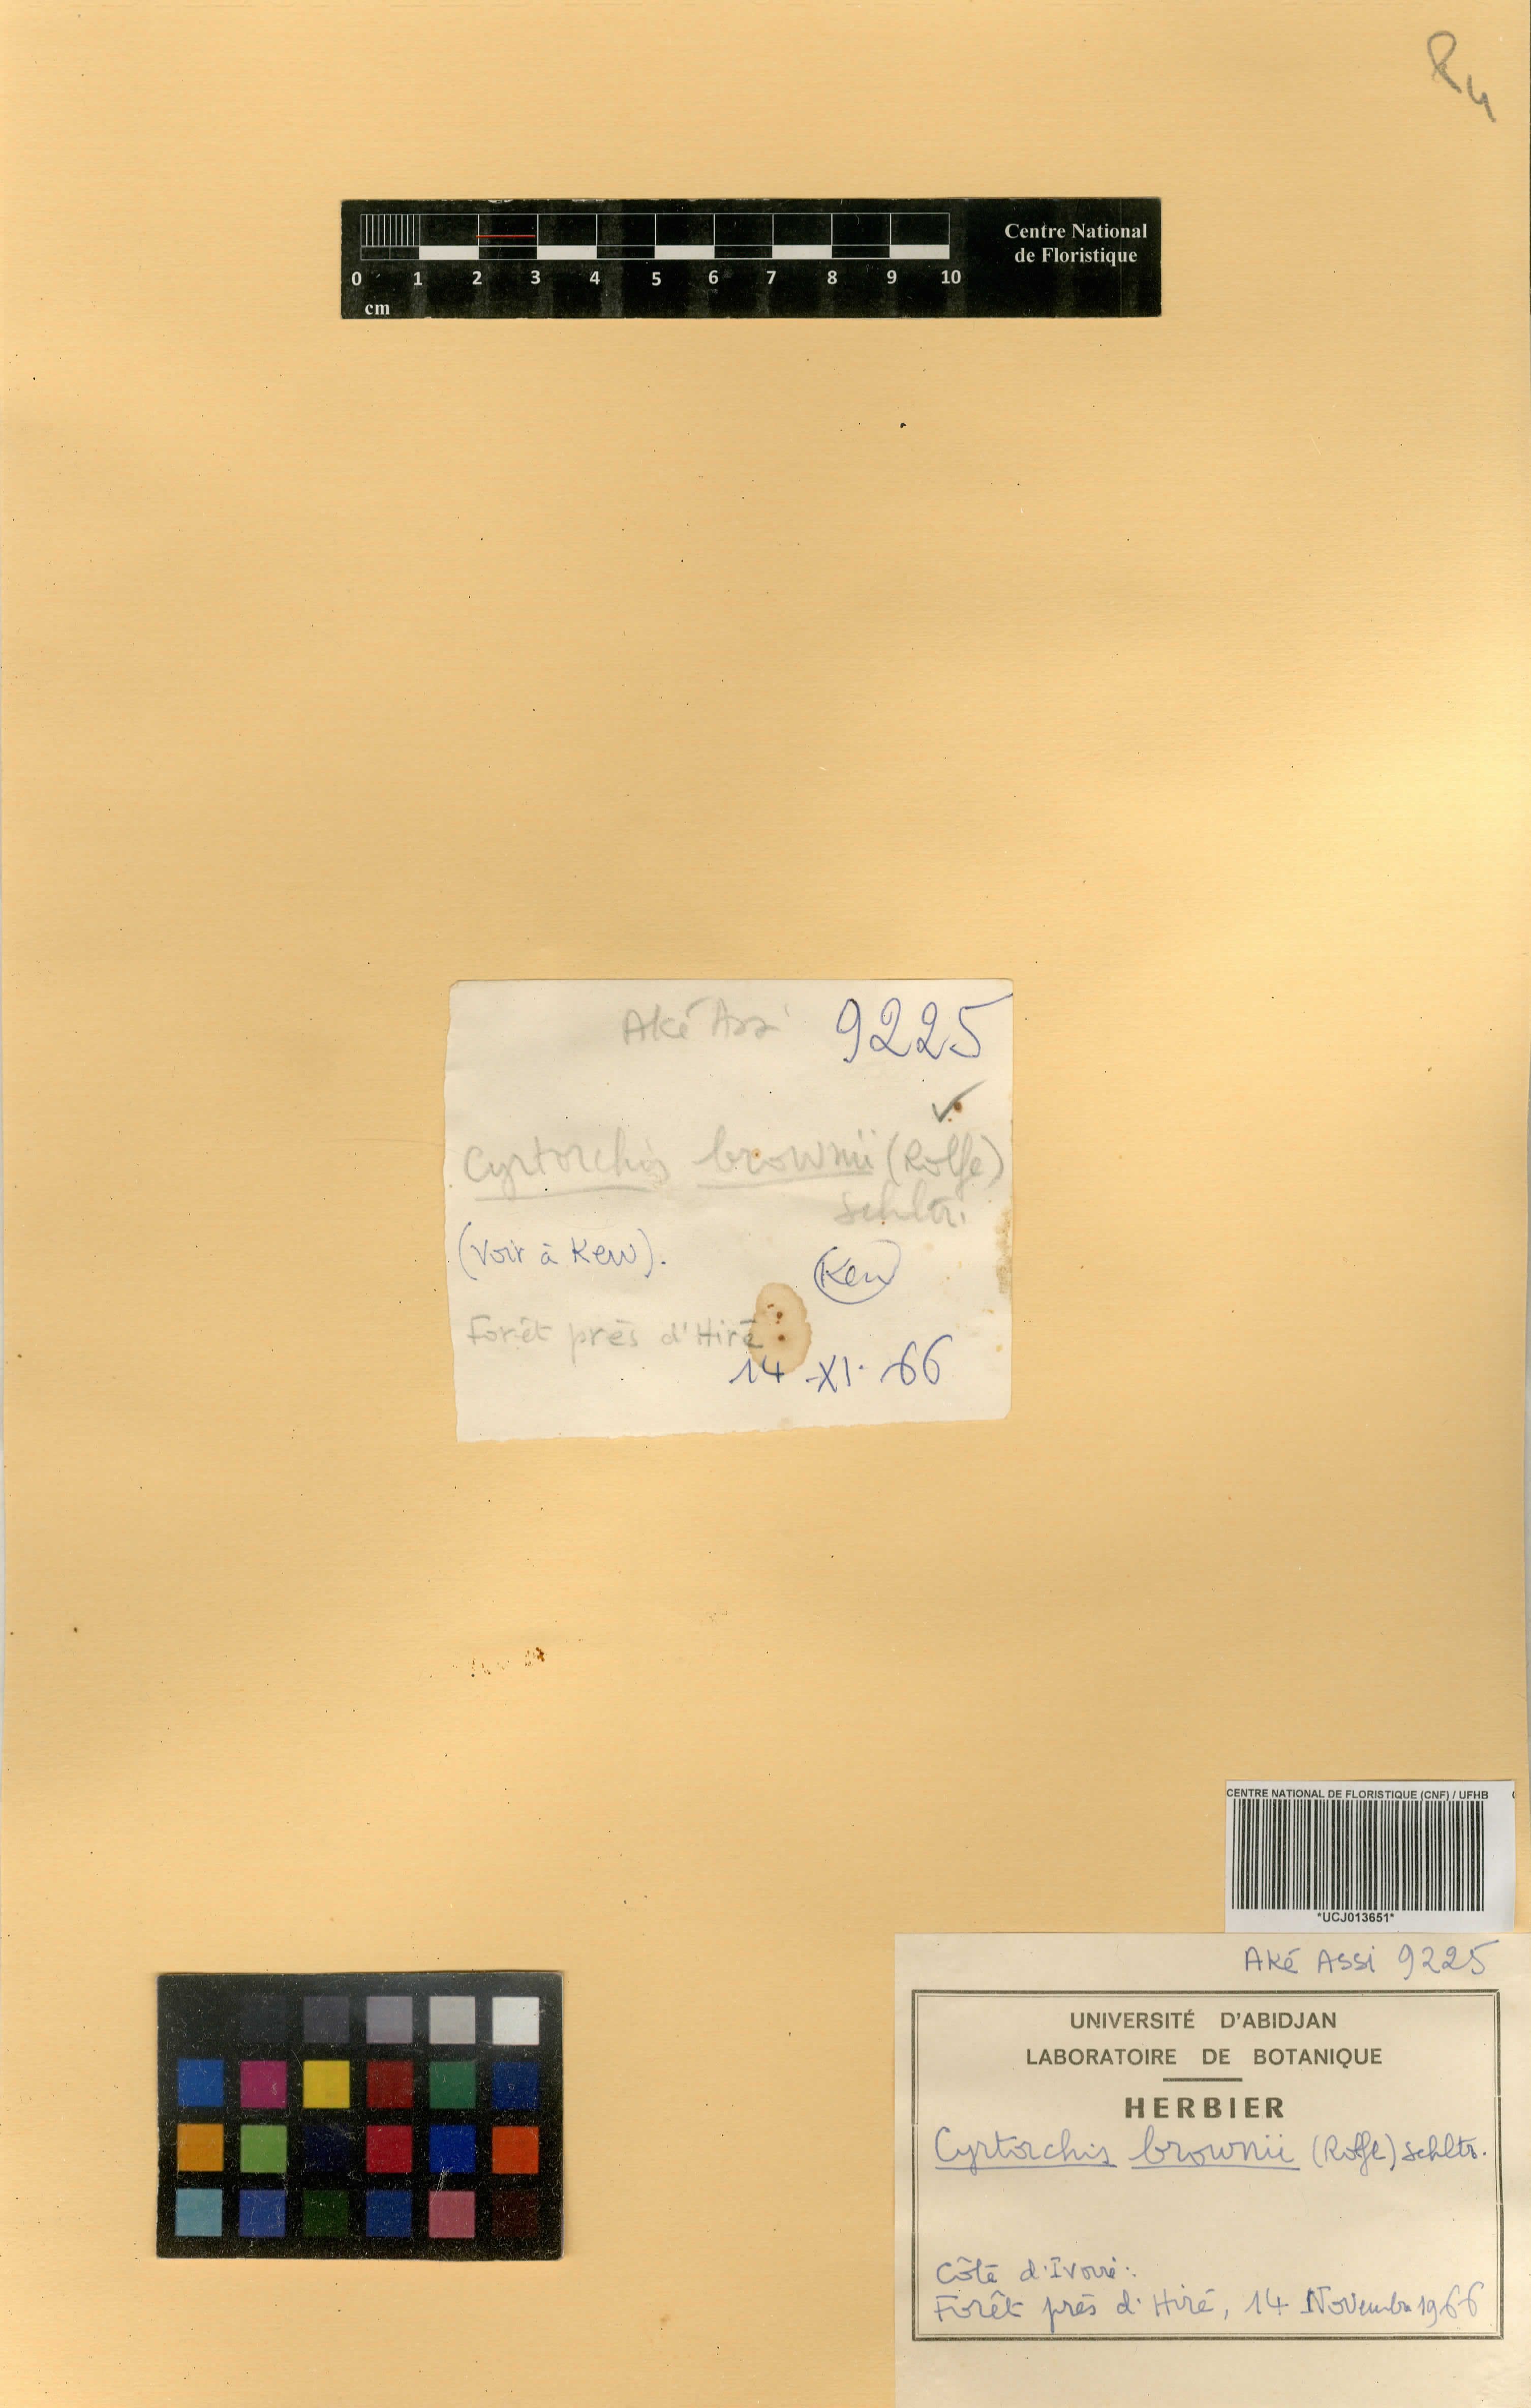 R4
Centre National
de Floristique
0 1 2 3 4 5 6 7 8 9 10
cm
Aké Assi 9225
Cyrtorchis brownii (Rolfe)
Schltr.
(Voir à Kew).
Kew
Forêt près d'Hiré
14-XI-66
CENTRE NATIONAL DE FLORISTIQUE (CNF) / UFHB
*UCJ013651*
Aké Assi 9225
UNIVERSITÉ D'ABIDJAN
LABORATOIRE DE BOTANIQUE
HERBIER
Cyrtorchis brownii (Rolfe) Schltr.
Côte d'Ivoire:
Forêt près d'Hiré, 14 Novembre 1966